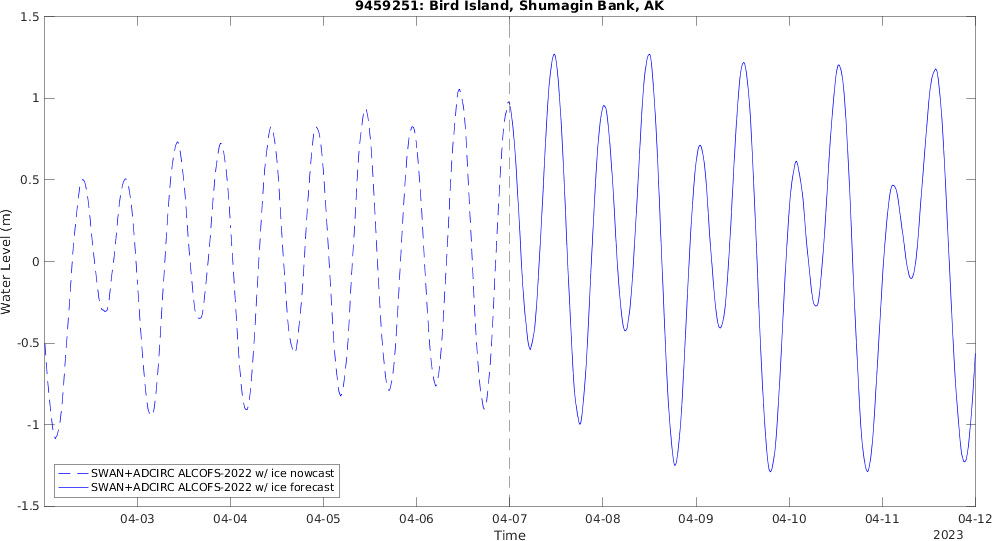 9459251: Bird Island, Shumagin Bank, AK
1.5
1
0.5
0
-0.5
-1
-1.5
Water Level (m)
SWAN+ADCIRC ALCOFS-2022 w/ ice nowcast
SWAN+ADCIRC ALCOFS-2022 w/ ice forecast
04-03 04-04 04-05 04-06 04-07 04-08 04-09 04-10 04-11 04-12
Time
2023